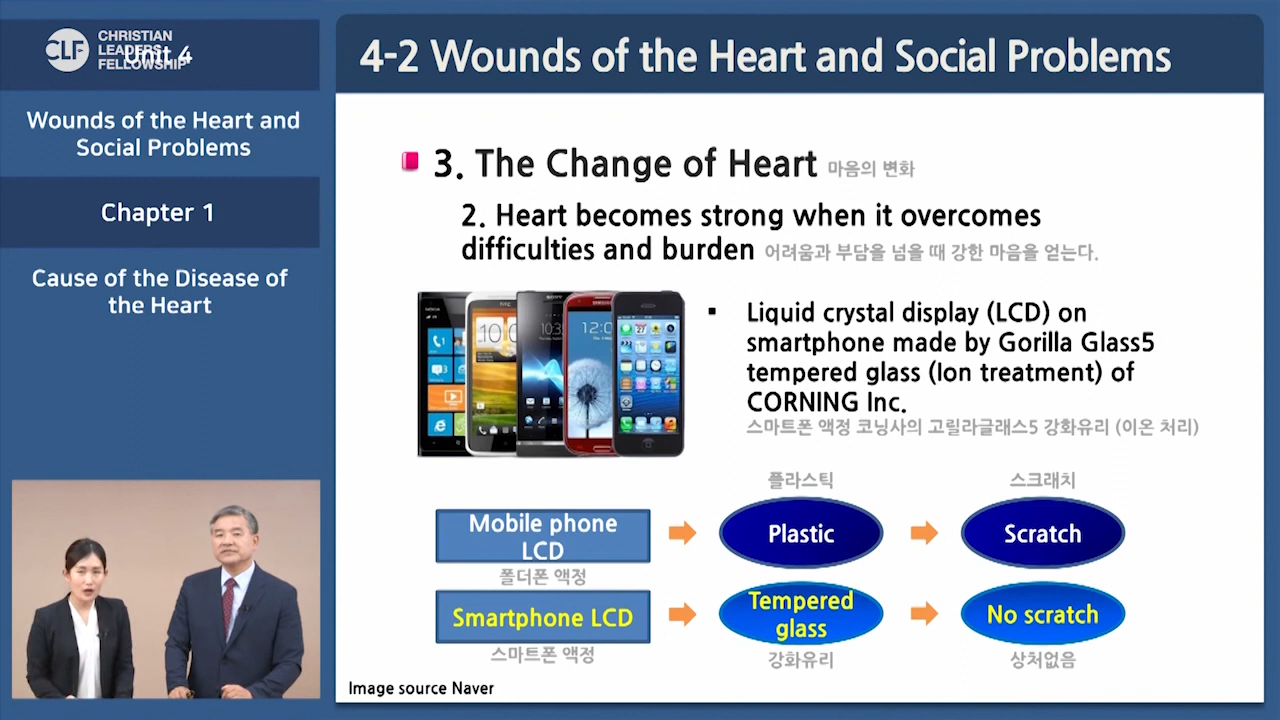 CLF CHRISTIAN
LEADERS
FELLOWSHIP
Unit 4
Wounds of the Heart and
Social Problems
Chapter 1
Cause of the Disease of
the Heart
4-2 Wounds of the Heart and Social Problems
3. The Change of Heart 마음의 변화
2. Heart becomes strong when it overcomes
difficulties and burden 어려움과 부담을 넘을 때 강한 마음을 얻는다.
▪ Liquid crystal display (LCD) on
smartphone made by Gorilla Glass5
tempered glass (Ion treatment) of
CORNING Inc.
스마트폰 액정 코닝사의 고릴라글래스5 강화유리 (이온 처리)
플라스틱
스크래치
Mobile phone
LCD
Plastic
Scratch
폴더폰 액정
Smartphone LCD
Tempered
glass
No scratch
스마트폰 액정
강화유리
상처없음
Image source Naver